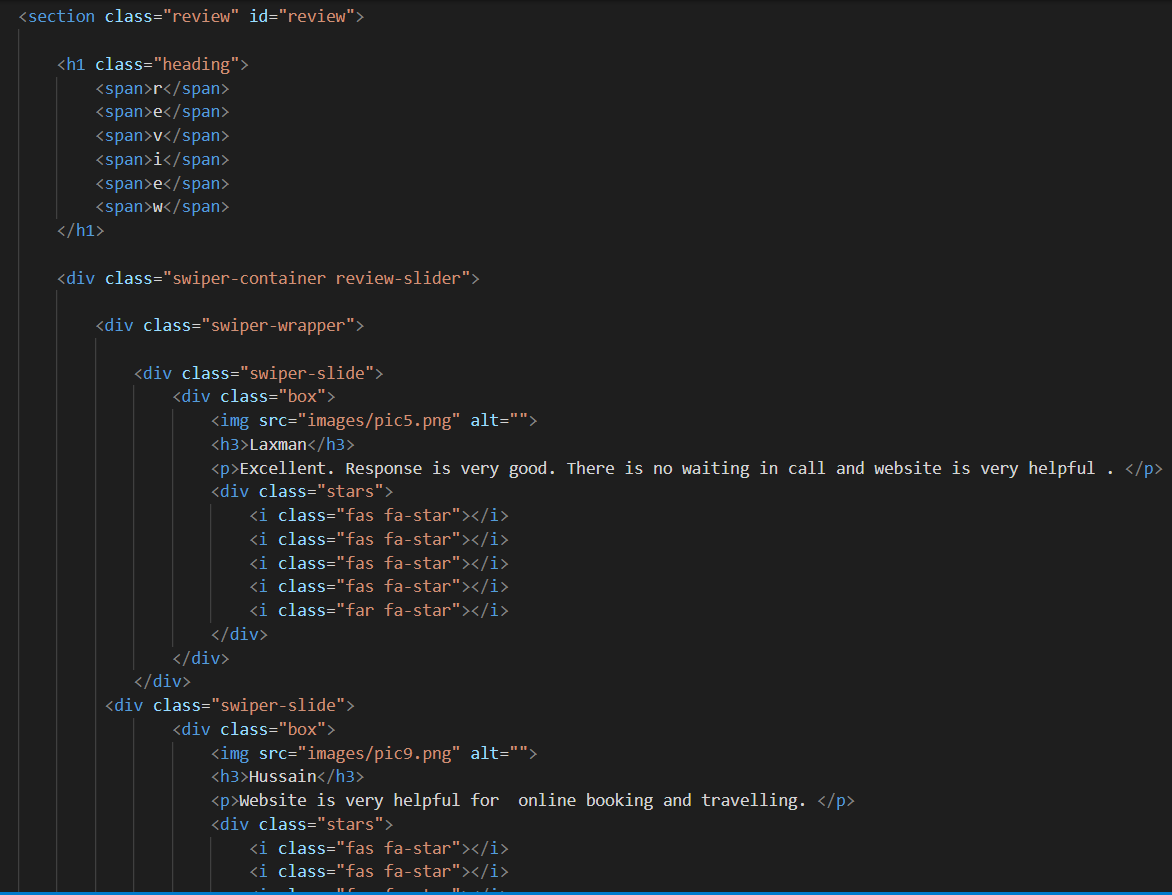 <section class="review" id="review">
<h1 class="heading">
<span>r</span>
<span>e</span>
<span>v</span>
<span>i</span>
<span>e</span>
<span>w</span>
</h1>
<div class="swiper-container review-slider">
<div class="swiper-wrapper">
<div class="swiper-slide">
<div class="box">
<img src="images/pic5.png" alt="">
<h3>Laxman</h3>
<p>Excellent. Response is very good. There is no waiting in call and website is very helpful . </p>
<div class="stars">
<i class="fas fa-star"></i>
<i class="fas fa-star"></i>
<i class="fas fa-star"></i>
<i class="fas fa-star"></i>
<i class="far fa-star"></i>
</div>
</div>
</div>
<div class="swiper-slide">
<div class="box">
<img src="images/pic9.png" alt="">
<h3>Hussain</h3>
<p>Website is very helpful for  online booking and travelling. </p>
<div class="stars">
<i class="fas fa-star"></i>
<i class="fas fa-star"></i>